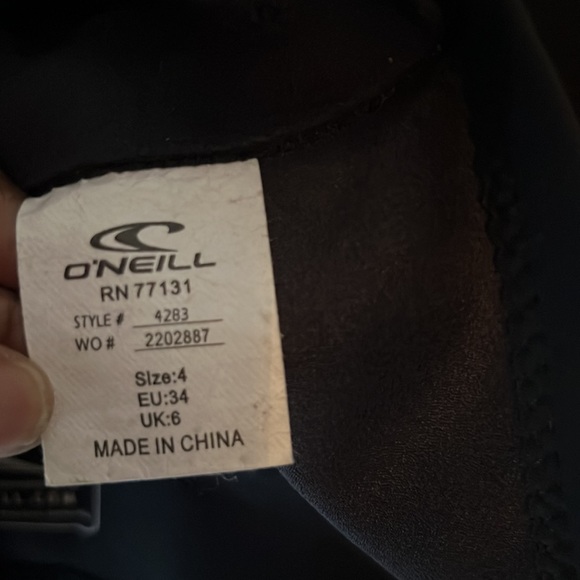 O'NEILL
RN 77131
STYLE # 4283
WO # 2202887
Size:4
EU:34
UK:6
MADE IN CHINA